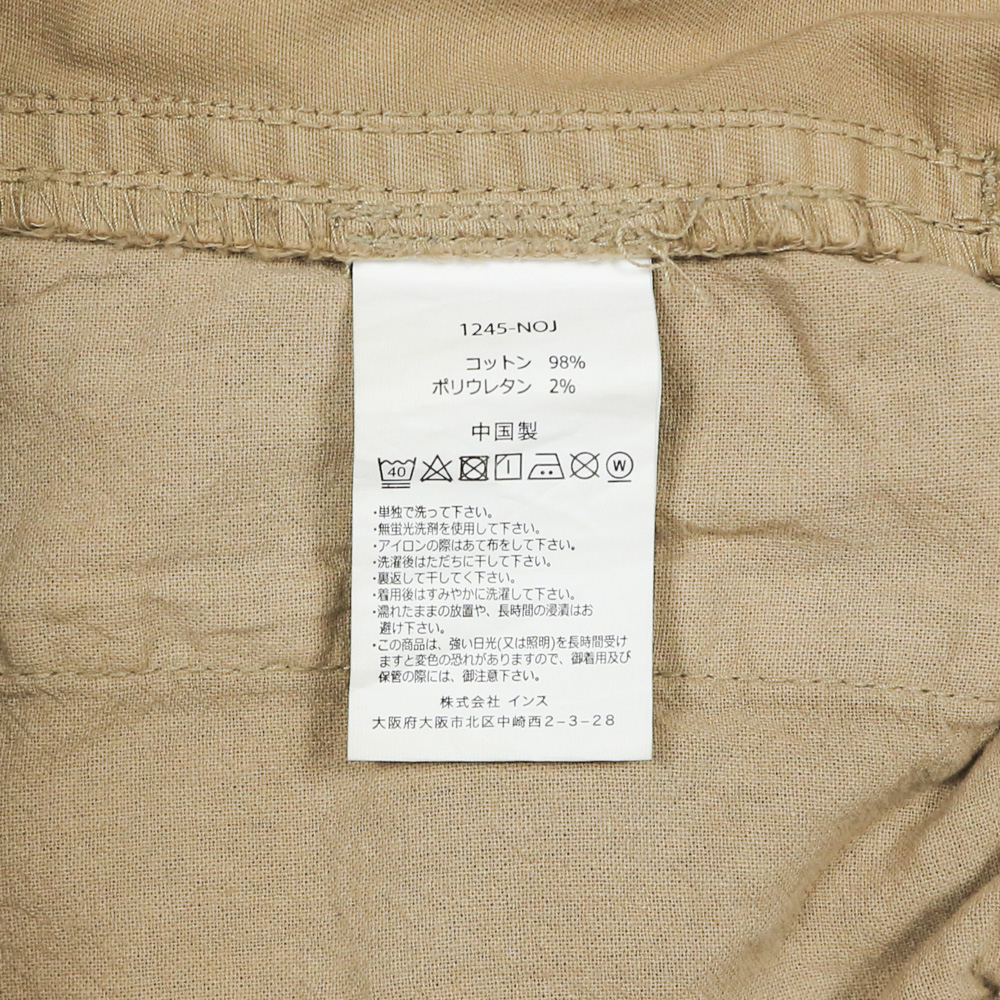 1245-NOJ
コットン 98%
ポリウレタン 2%
中国製
40 W
・単独で洗って下さい。
・無蛍光洗剤を使用して下さい。
・アイロンの際はあて布をして下さい。
・洗濯後はただちに干して下さい。
・裏返して干してく下さい。
・着用後はすみやかに洗濯して下さい。
・濡れたままの放置や、長時間の浸漬はお
避け下さい。
・この商品は、強い日光(又は照明)を長時間受け
ますと変色の恐れがありますので、御着用及び
保管の際には、御注意下さい。
株式会社 インス
大阪府大阪市北区中崎西2-3-28